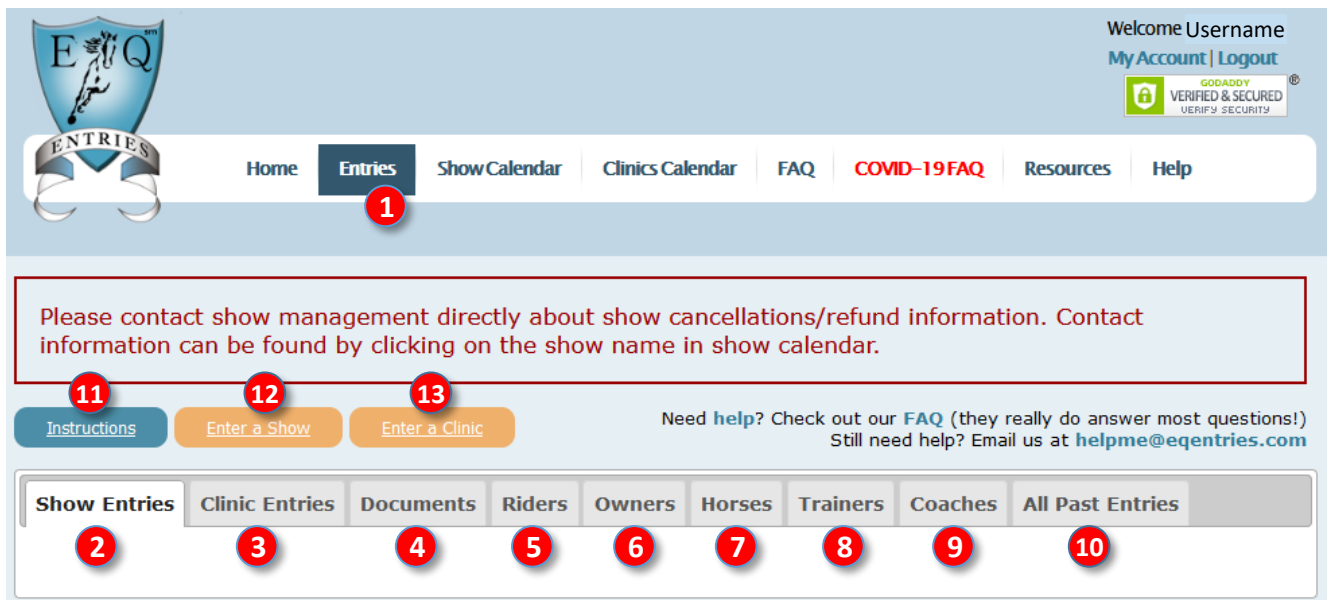 Welcome Username
My Account | Logout
E Q sm
GODADDY ®
VERIFIED & SECURED
VERIFY SECURITY
ENTRIES
Home Entries Show Calendar Clinics Calendar FAQ COVID-19 FAQ Resources Help
1
Please contact show management directly about show cancellations/refund information. Contact
information can be found by clicking on the show name in show calendar.
11 12 13
Instructions Enter a Show Enter a Clinic
Need help? Check out our FAQ (they really do answer most questions!)
Still need help? Email us at helpme@eqentries.com
Show Entries Clinic Entries Documents Riders Owners Horses Trainers Coaches All Past Entries
2 3 4 5 6 7 8 9 10